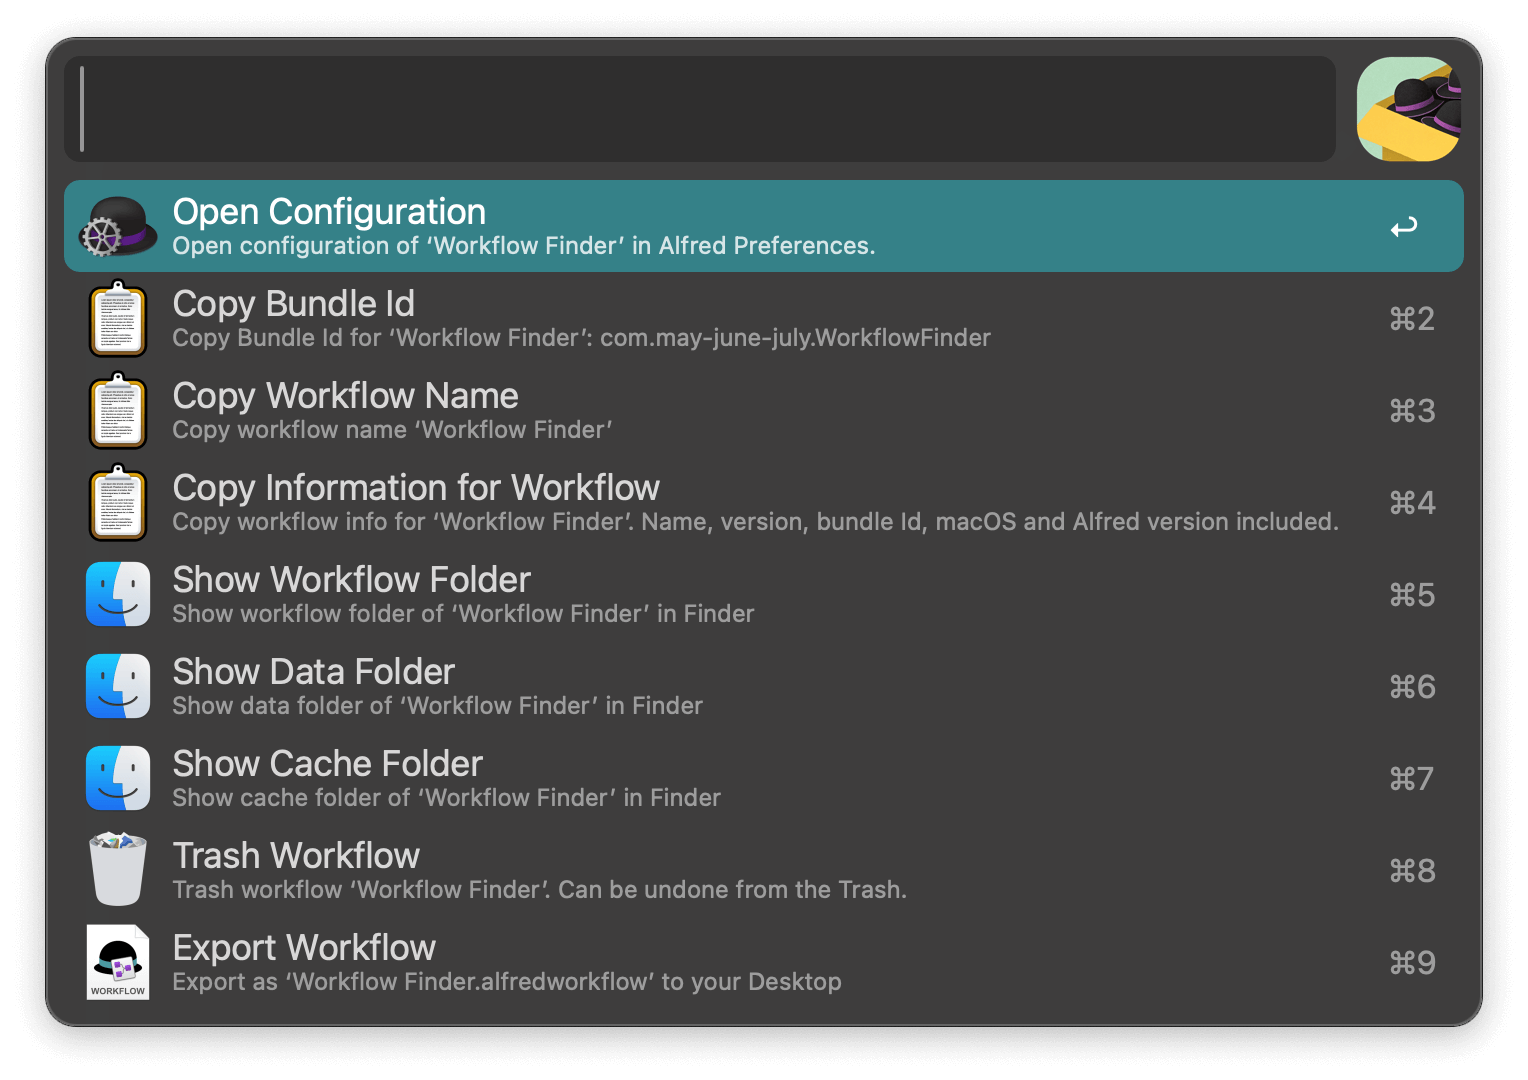 Open Configuration
Open configuration of ‘Workflow Finder’ in Alfred Preferences.
Copy Bundle Id
Copy Bundle Id for ‘Workflow Finder’: com.may-june-july.WorkflowFinder
⌘2
Copy Workflow Name
Copy workflow name ‘Workflow Finder’
⌘3
Copy Information for Workflow
Copy workflow info for ‘Workflow Finder’. Name, version, bundle Id, macOS and Alfred version included.
⌘4
Show Workflow Folder
Show workflow folder of ‘Workflow Finder’ in Finder
⌘5
Show Data Folder
Show data folder of ‘Workflow Finder’ in Finder
⌘6
Show Cache Folder
Show cache folder of ‘Workflow Finder’ in Finder
⌘7
Trash Workflow
Trash workflow ‘Workflow Finder’. Can be undone from the Trash.
⌘8
WORKFLOW
Export Workflow
Export as ‘Workflow Finder.alfredworkflow’ to your Desktop
⌘9